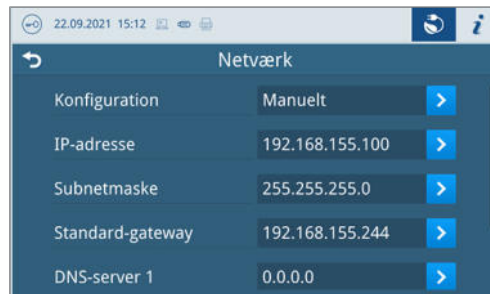 22.09.2021 15:12
Netværk
Konfiguration Manuelt
IP-adresse 192.168.155.100
Subnetmaske 255.255.255.0
Standard-gateway 192.168.155.244
DNS-server 1 0.0.0.0